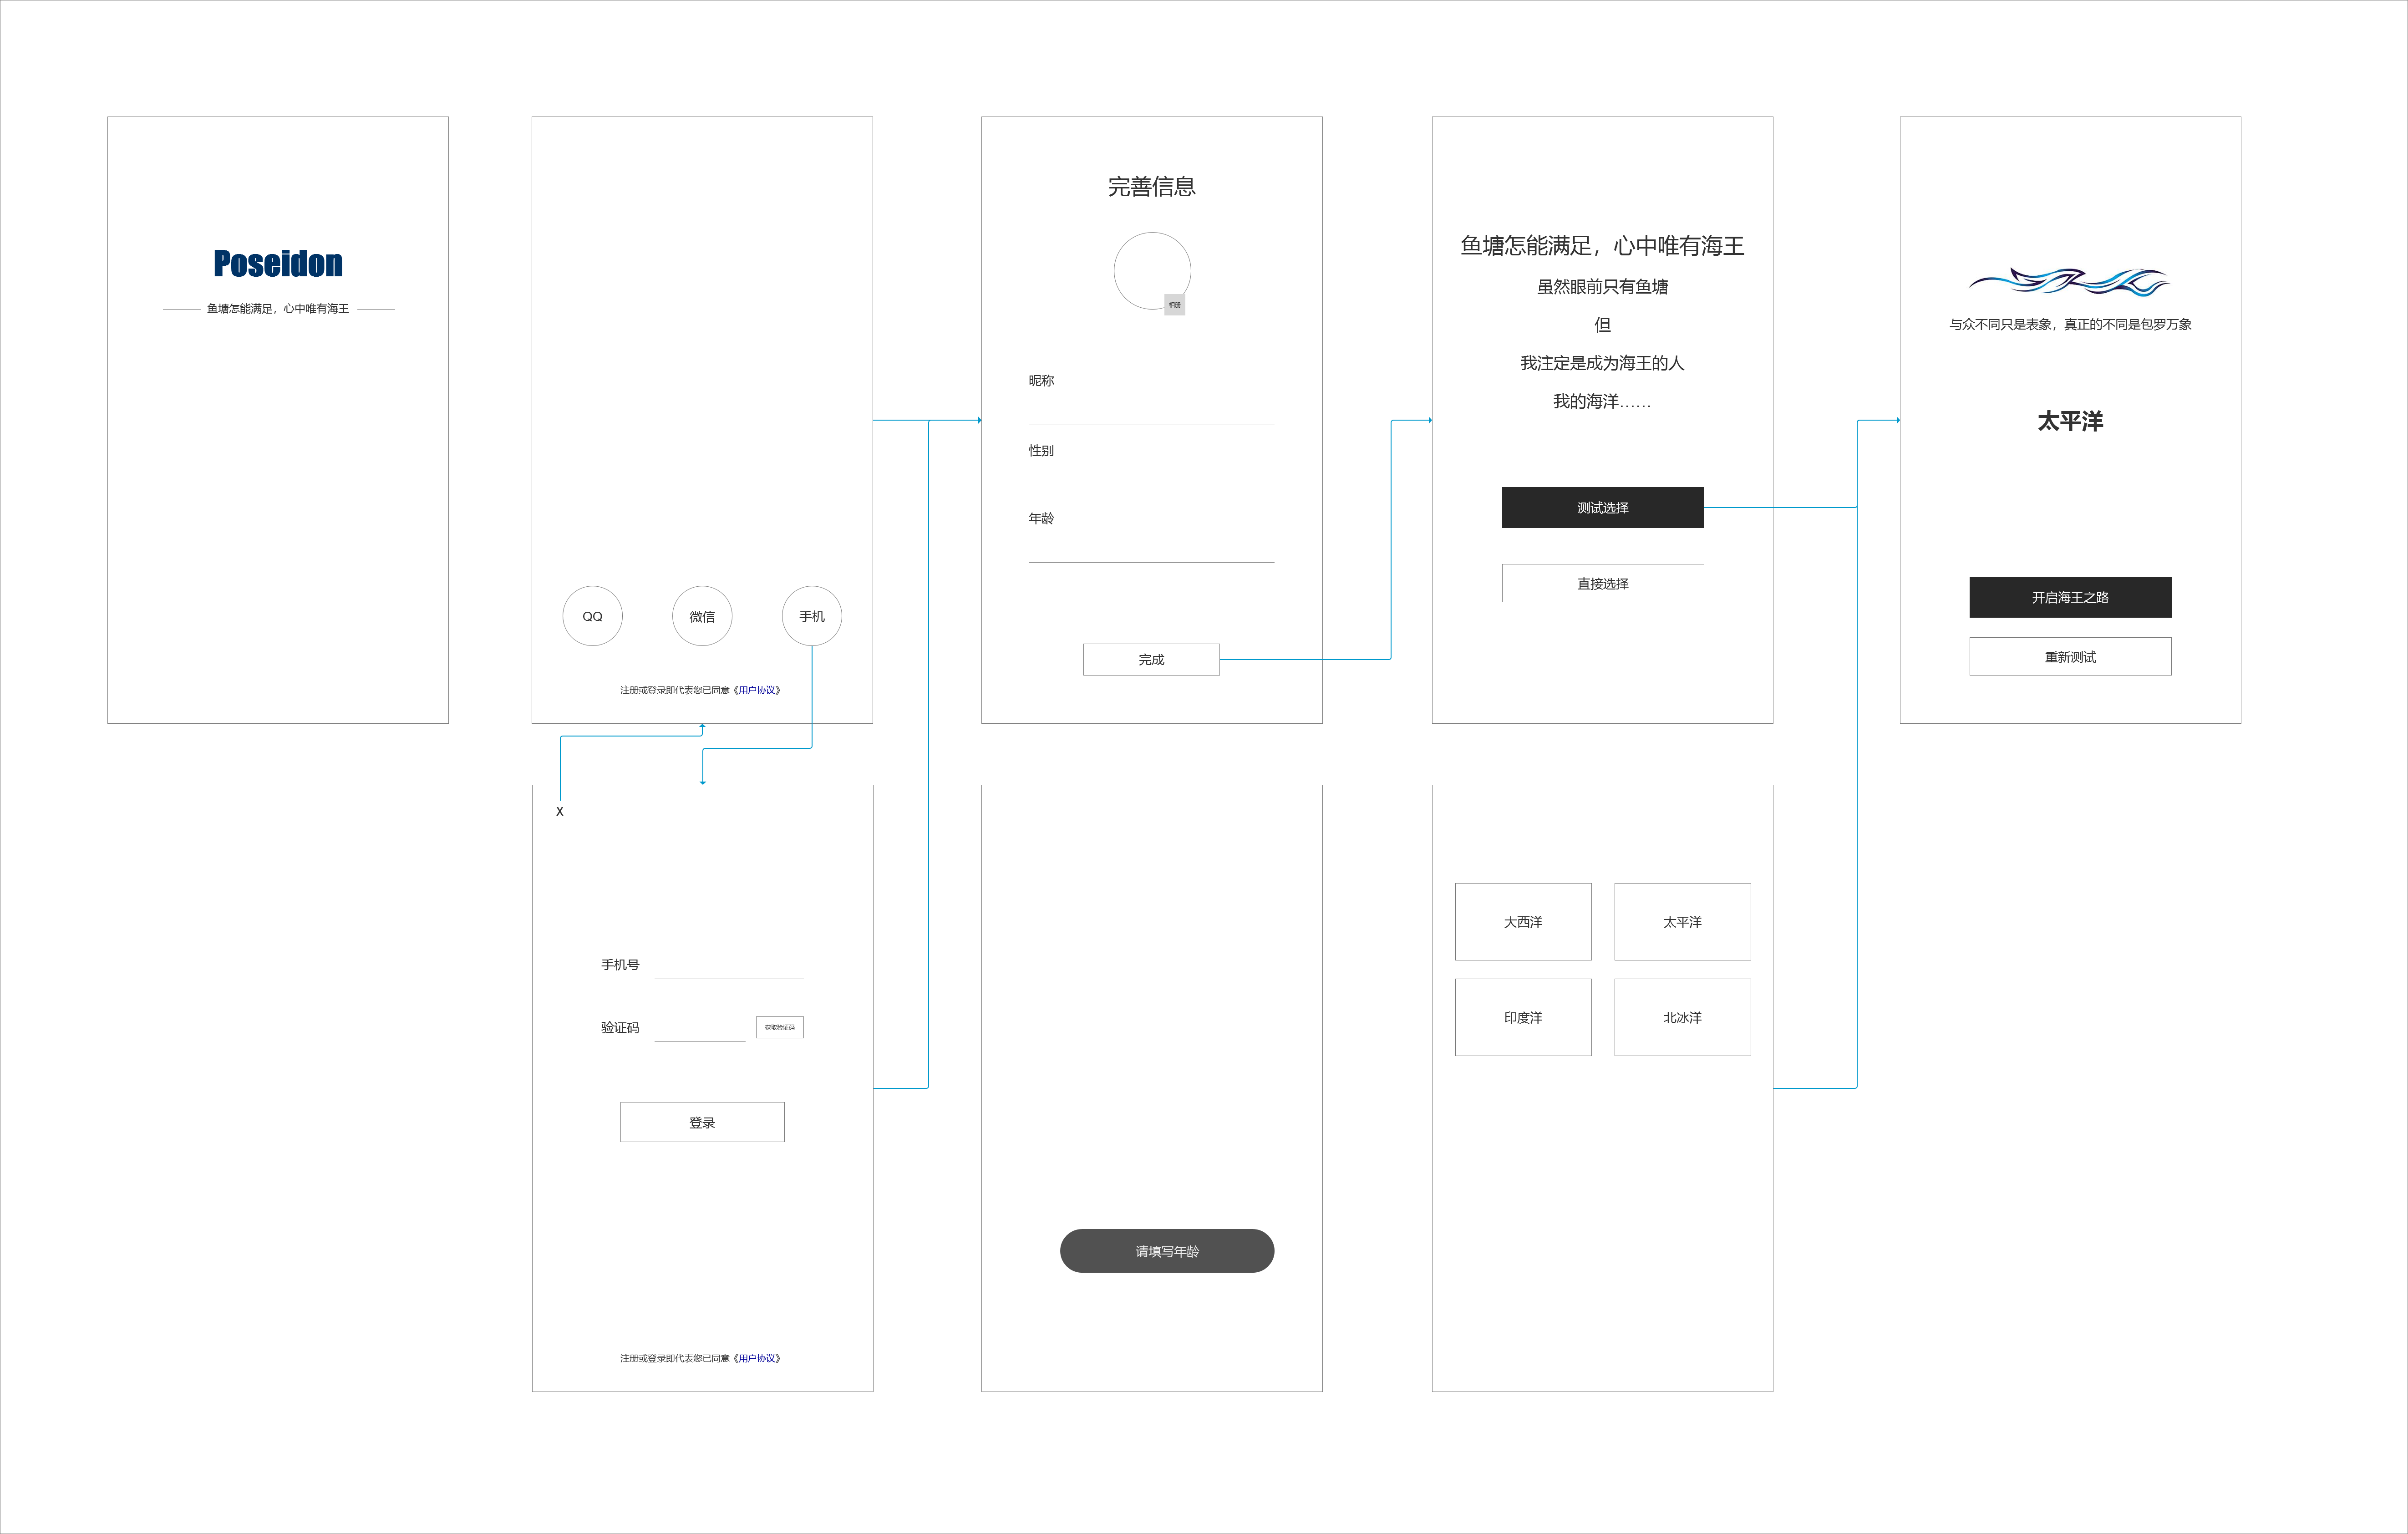 Poseidon
鱼塘怎能满足，心中唯有海王
QQ
微信
手机
注册或登录即代表您已同意《用户协议》
完善信息
相册
昵称
性别
年龄
完成
鱼塘怎能满足，心中唯有海王
虽然眼前只有鱼塘
但
我注定是成为海王的人
我的海洋……
测试选择
直接选择
与众不同只是表象，真正的不同是包罗万象
太平洋
开启海王之路
重新测试
X
手机号
验证码
获取验证码
登录
注册或登录即代表您已同意《用户协议》
请填写年龄
大西洋
太平洋
印度洋
北冰洋